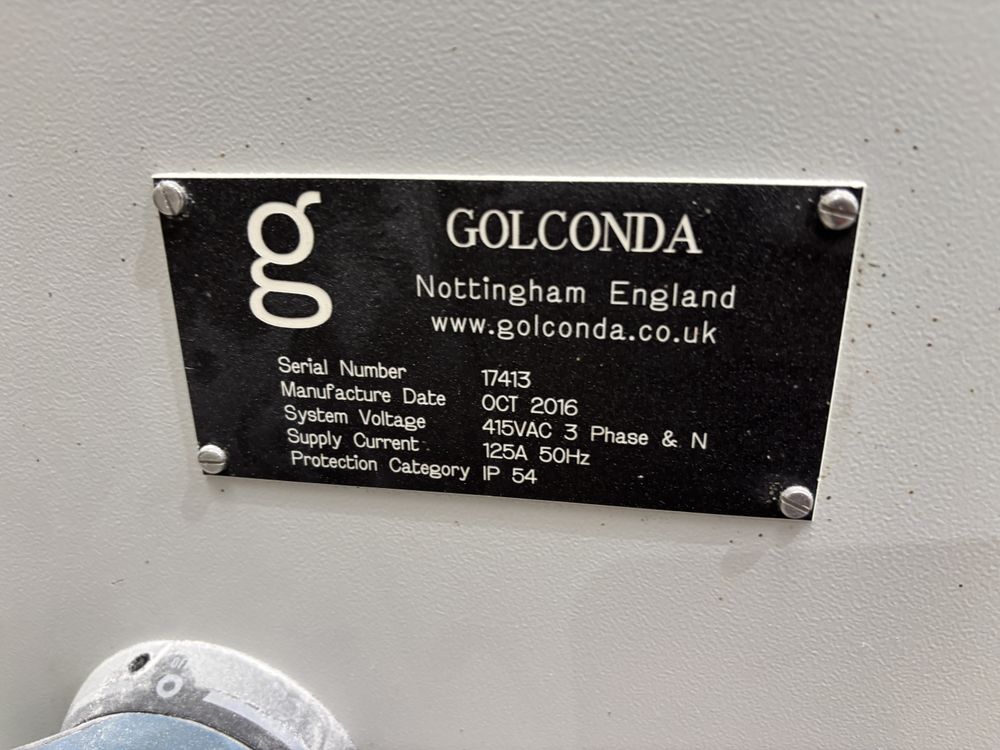 g
GOLCONDA
Nottingham England
www.golconda.co.uk
Serial Number 17413
Manufacture Date OCT 2016
System Voltage 415VAC 3 Phase & N
Supply Current 125A 50Hz
Protection Category IP 54
O